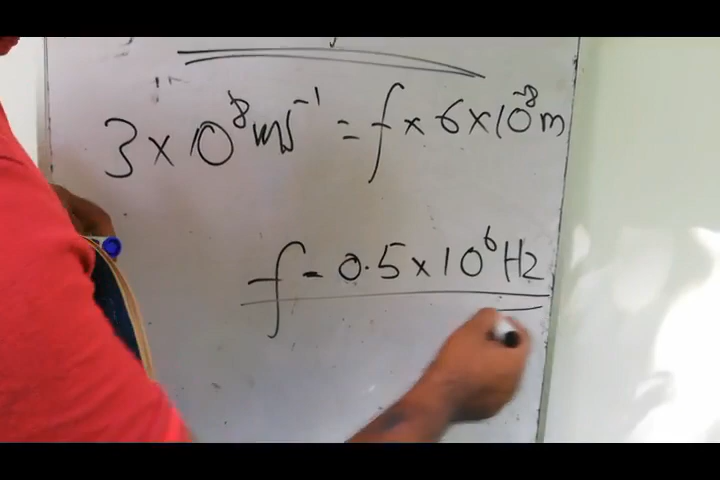 3 × 10⁸ ms⁻¹ = f × 6 × 10⁻⁸ m
f = 0.5 × 10⁶ Hz